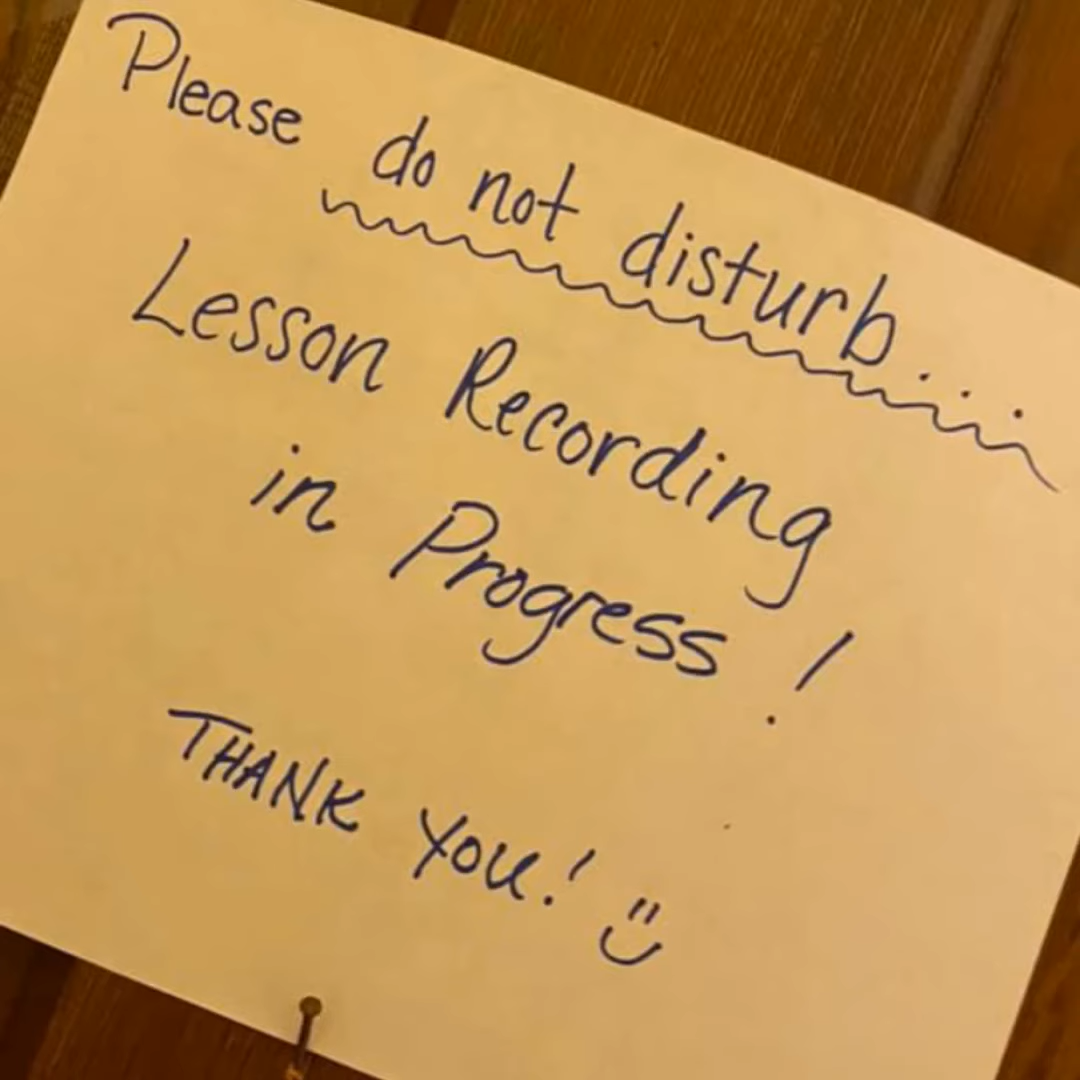 Please do not disturb...
Lesson Recording
in Progress!
THANK YOU! :)